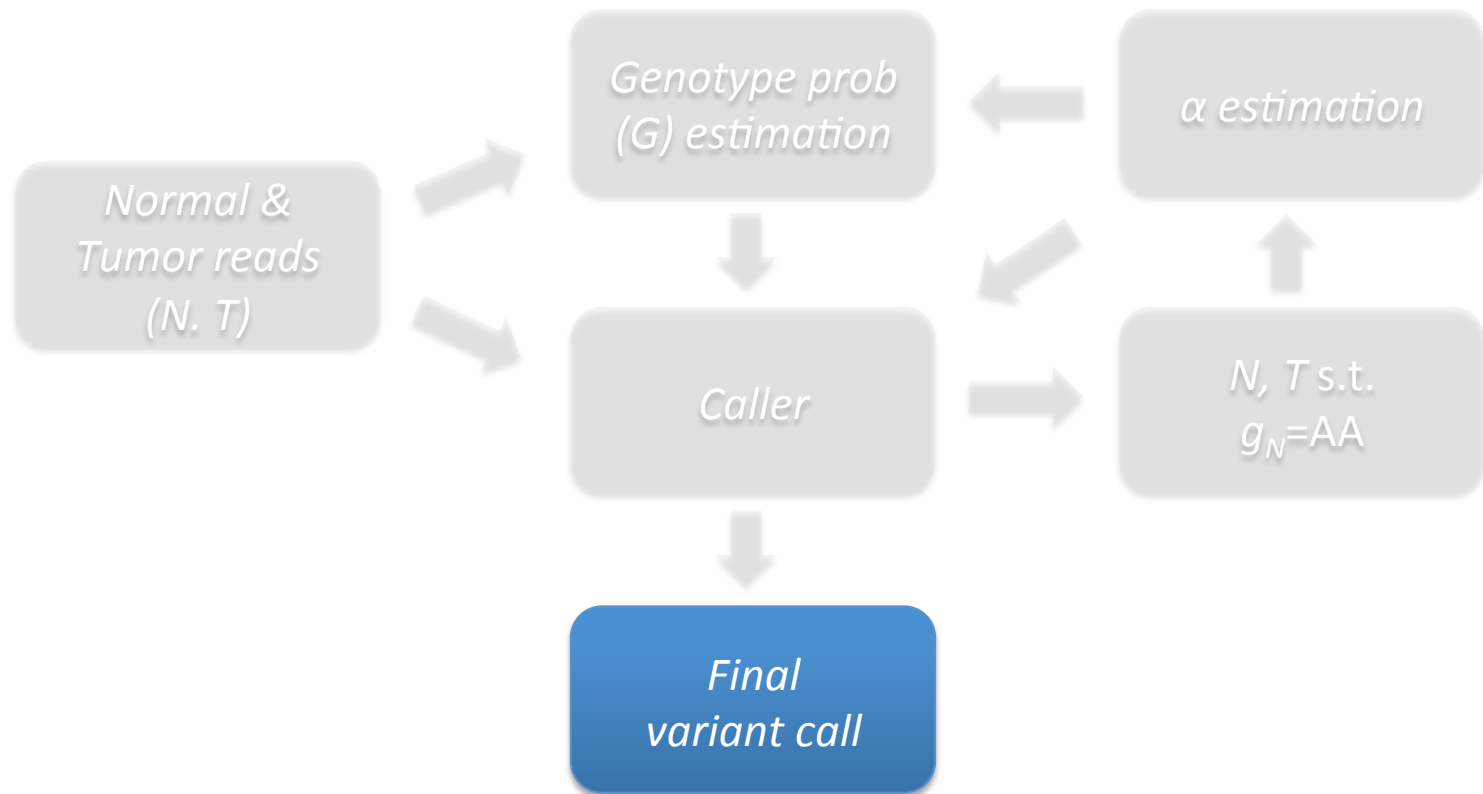 Genotype prob
(G) estimation
α estimation
Normal &
Tumor reads
(N. T)
Caller
N, T s.t.
gN=AA
Final
variant call